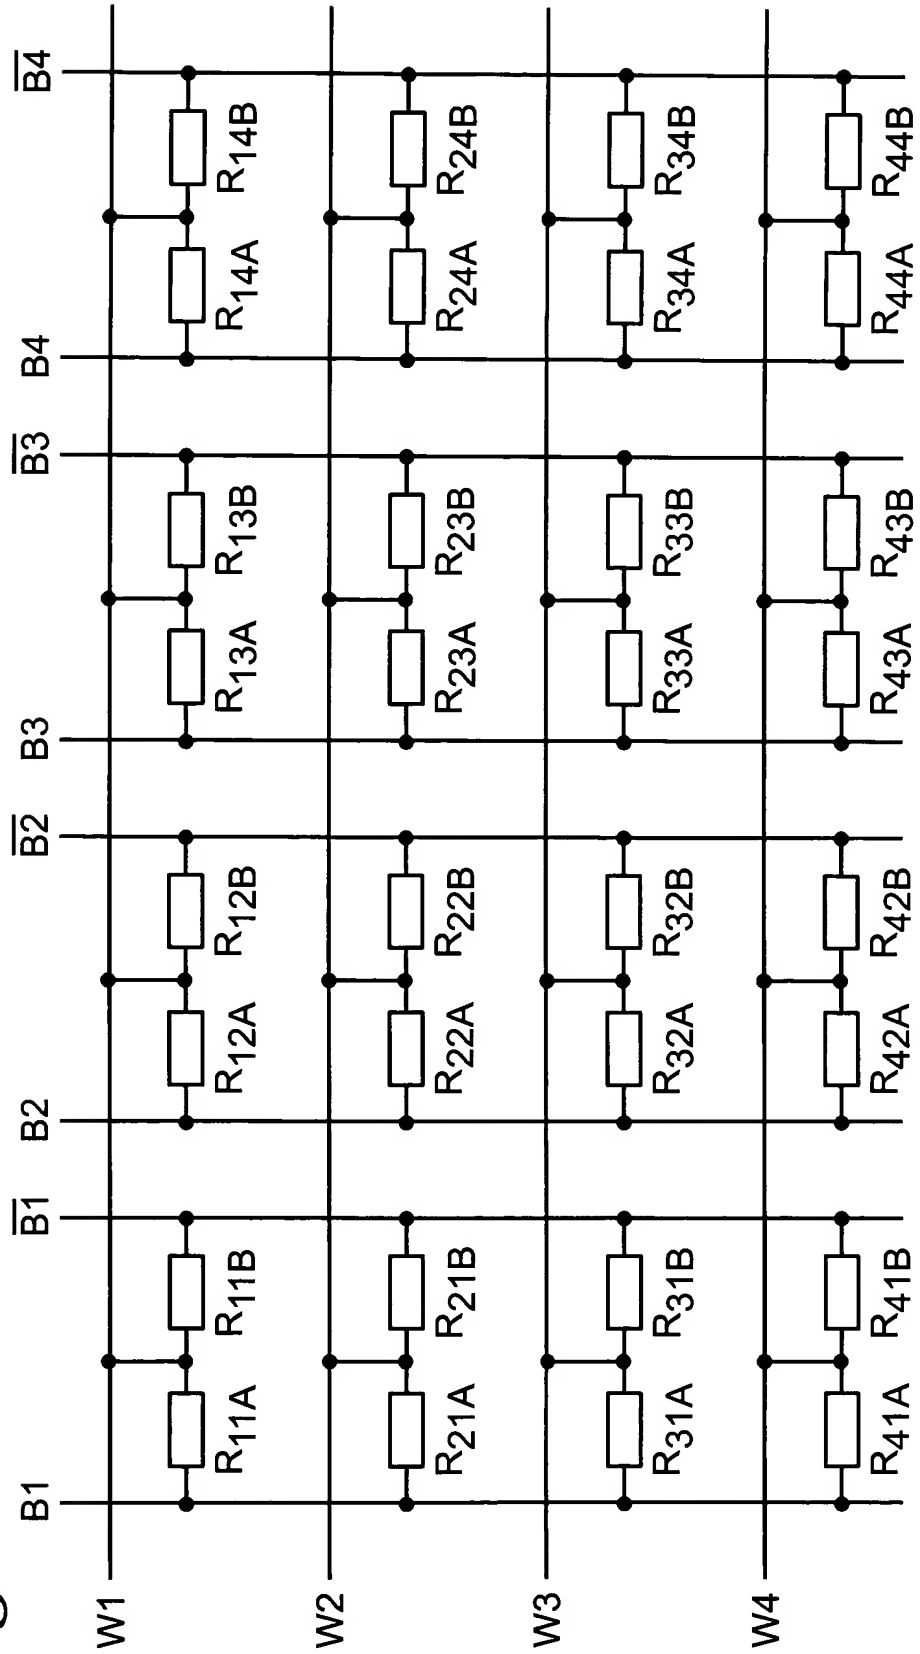 B1 B̅1̅ B2 B̅2̅ B3 B̅3̅ B4 B̅4̅
W1
R11A R11B R12A R12B R13A R13B R14A R14B
W2
R21A R21B R22A R22B R23A R23B R24A R24B
W3
R31A R31B R32A R32B R33A R33B R34A R34B
W4
R41A R41B R42A R42B R43A R43B R44A R44B